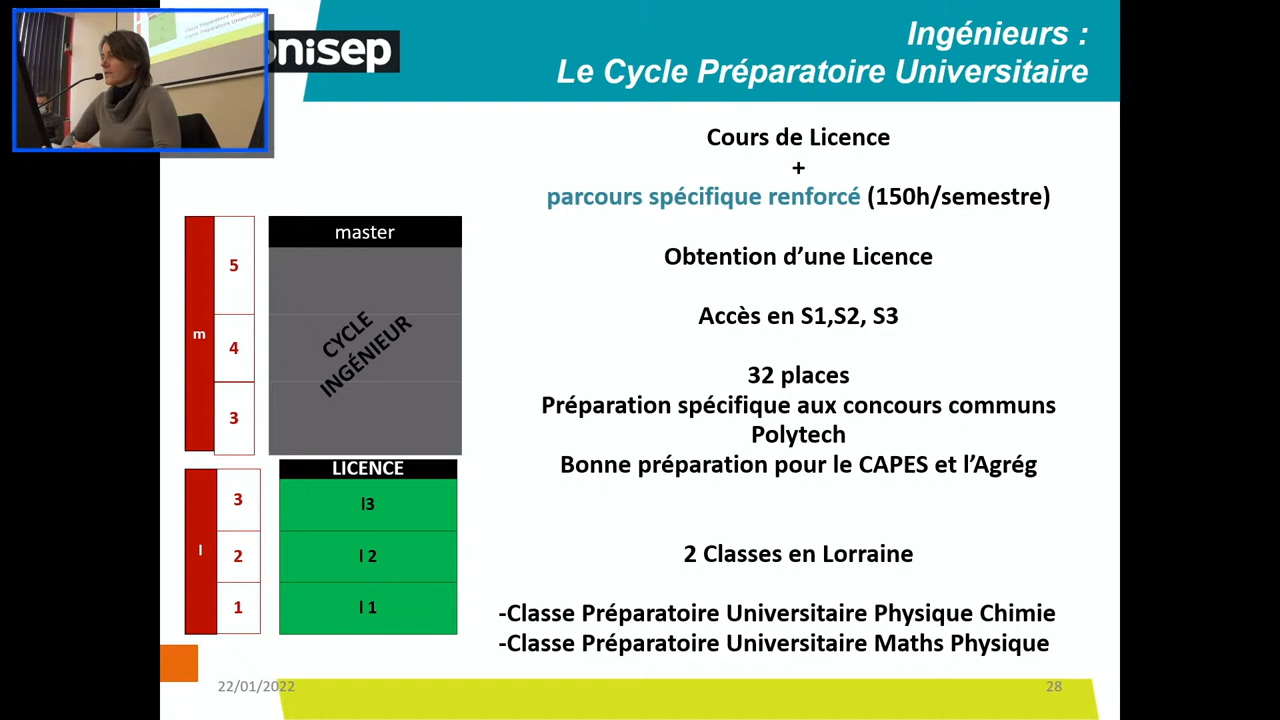 onisep
Ingénieurs :
Le Cycle Préparatoire Universitaire
Cours de Licence
+
parcours spécifique renforcé (150h/semestre)
Obtention d’une Licence
Accès en S1,S2, S3
32 places
Préparation spécifique aux concours communs
Polytech
Bonne préparation pour le CAPES et l’Agrég
2 Classes en Lorraine
-Classe Préparatoire Universitaire Physique Chimie
-Classe Préparatoire Universitaire Maths Physique
master
m
5
4
3
CYCLE
INGÉNIEUR
LICENCE
l
3
l3
2
l 2
1
l 1
22/01/2022
28